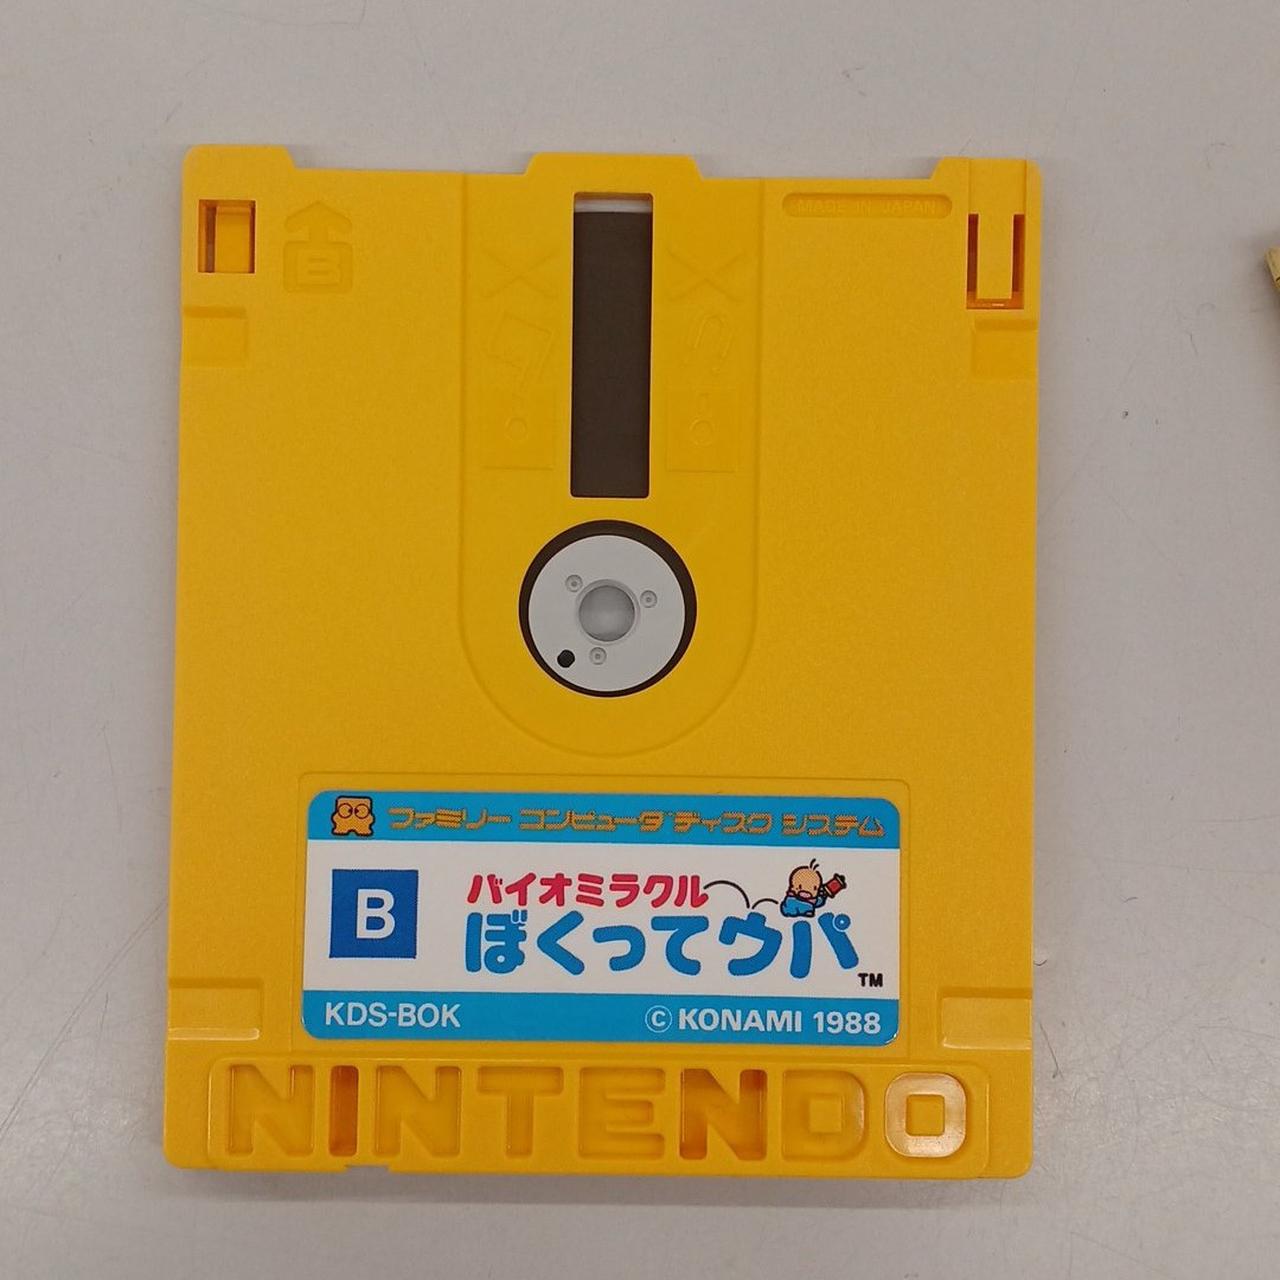 MADE IN JAPAN
B
ファミリー コンピュータ ディスク システム
B
バイオミラクル
ぼくってウパ
TM
KDS-BOK
© KONAMI 1988
NINTENDO